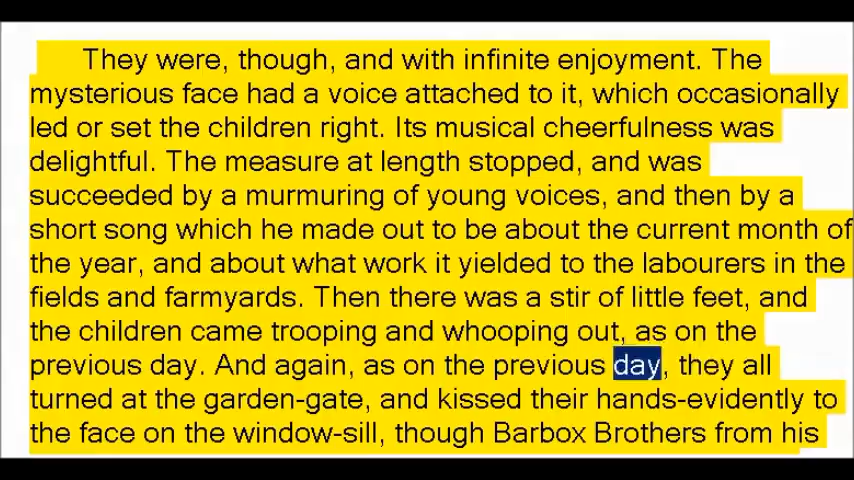 They were, though, and with infinite enjoyment. The
mysterious face had a voice attached to it, which occasionally
led or set the children right. Its musical cheerfulness was
delightful. The measure at length stopped, and was
succeeded by a murmuring of young voices, and then by a
short song which he made out to be about the current month of
the year, and about what work it yielded to the labourers in the
fields and farmyards. Then there was a stir of little feet, and
the children came trooping and whooping out, as on the
previous day. And again, as on the previous day, they all
turned at the garden-gate, and kissed their hands-evidently to
the face on the window-sill, though Barbox Brothers from his